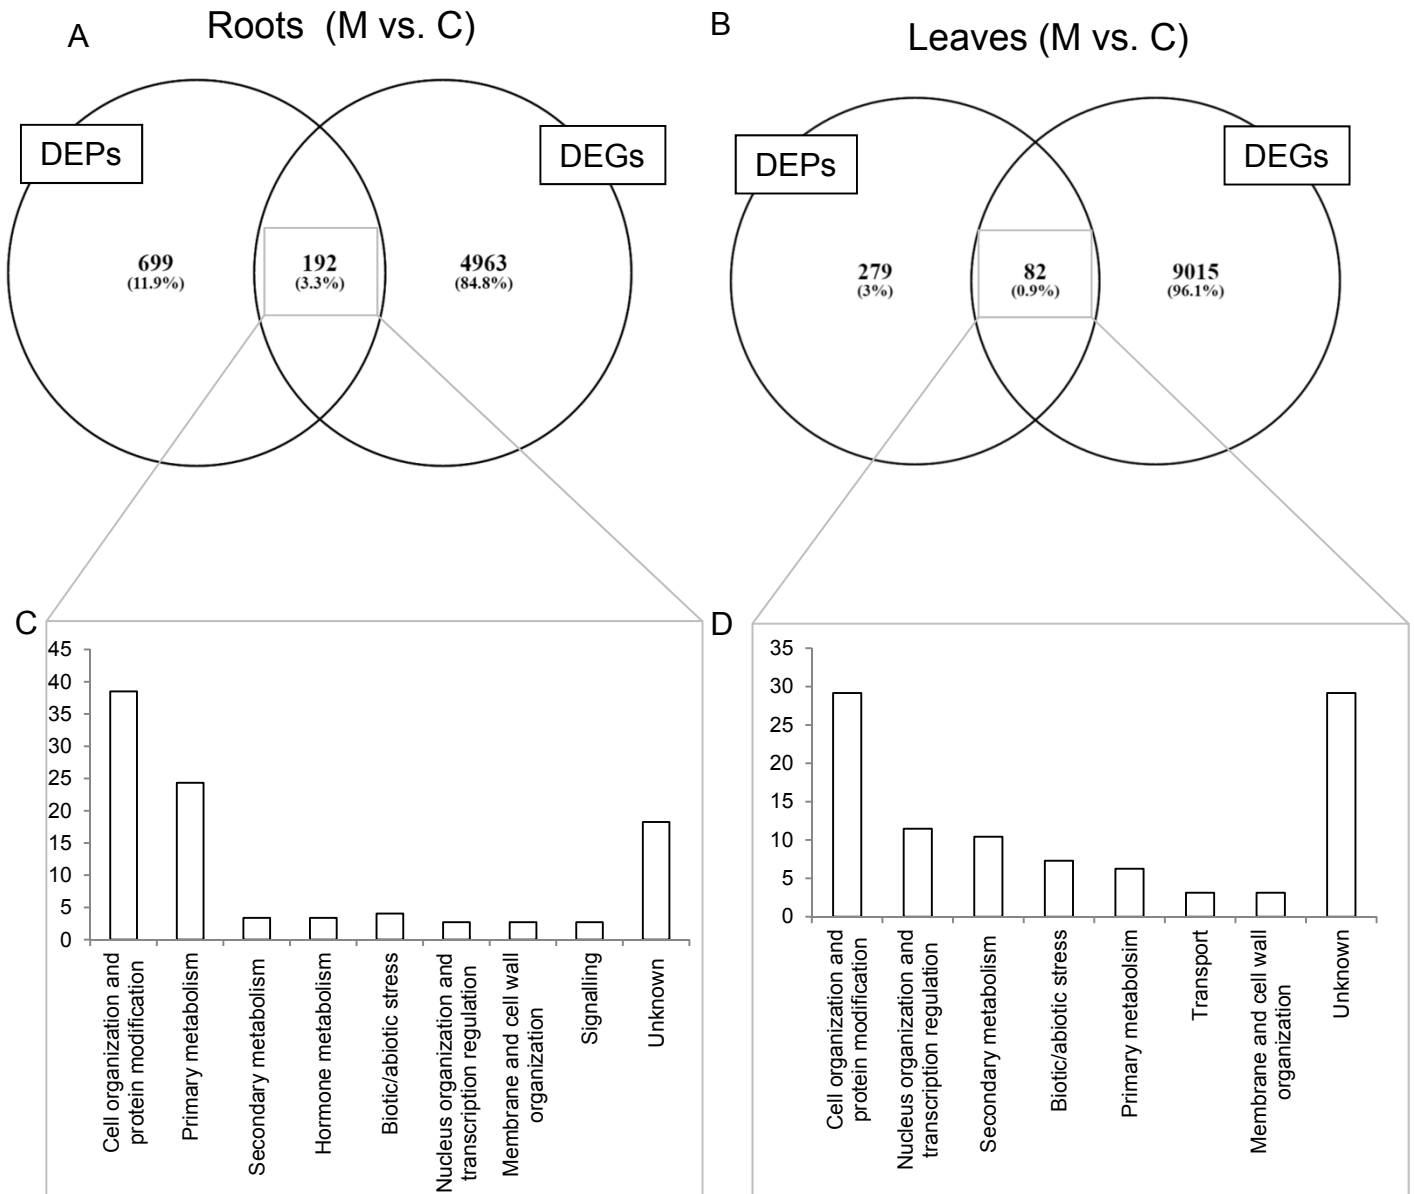 A
Roots (M vs. C)
DEPs
DEGs
699
(11.9%)
192
(3.3%)
4963
(84.8%)
B
Leaves (M vs. C)
DEPs
DEGs
279
(3%)
82
(0.9%)
9015
(96.1%)
C
45
40
35
30
25
20
15
10
5
0
Cell organization and
protein modification
Primary metabolism
Secondary metabolism
Hormone metabolism
Biotic/abiotic stress
Nucleus organization and
transcription regulation
Membrane and cell wall
organization
Signalling
Unknown
D
35
30
25
20
15
10
5
0
Cell organization and
protein modification
Nucleus organization and
transcription regulation
Secondary metabolism
Biotic/abiotic stress
Primary metabolsim
Transport
Membrane and cell wall
organization
Unknown